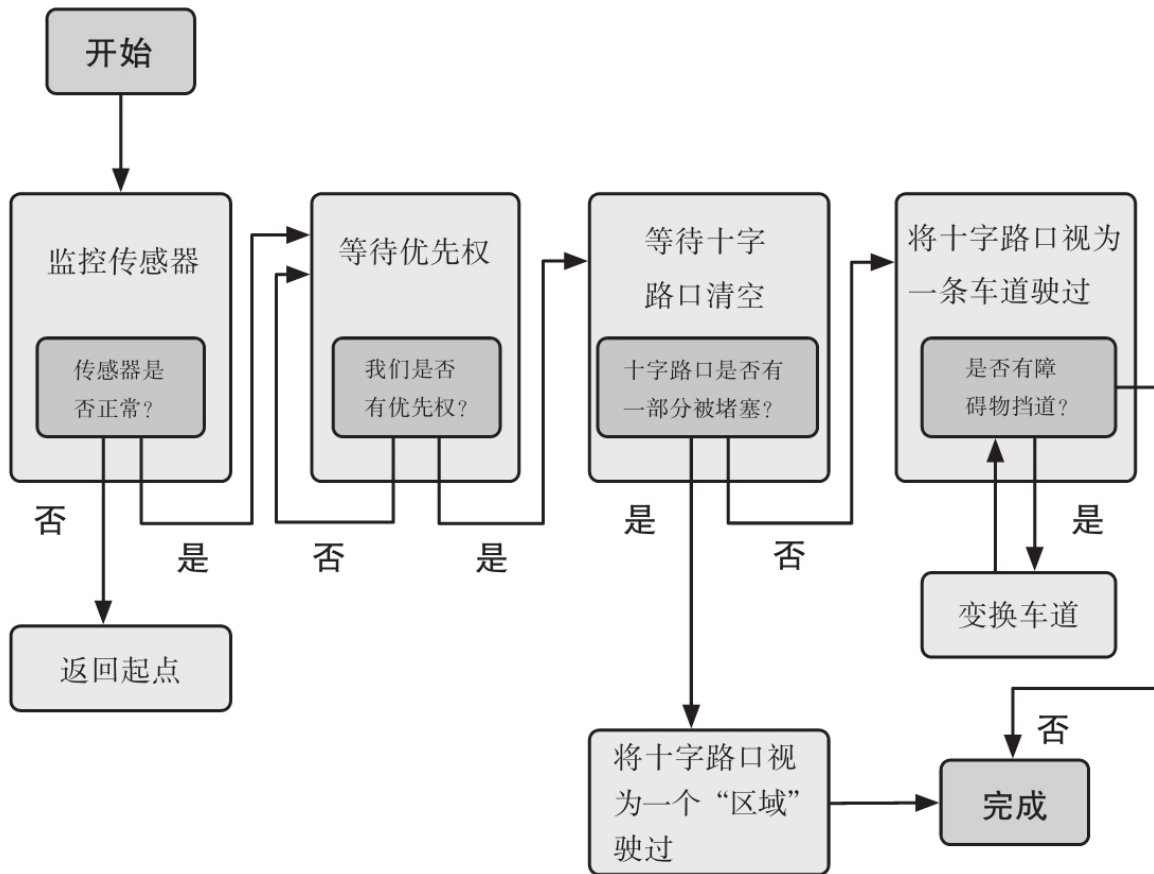 开始
监控传感器
传感器是
否正常?
否
是
返回起点
等待优先权
我们是否
有优先权?
否
是
等待十字
路口清空
十字路口是否有
一部分被堵塞?
是
否
将十字路口视为
一条车道驶过
是否有障
碍物挡道?
是
变换车道
否
将十字路口视
为一个“区域”
驶过
完成